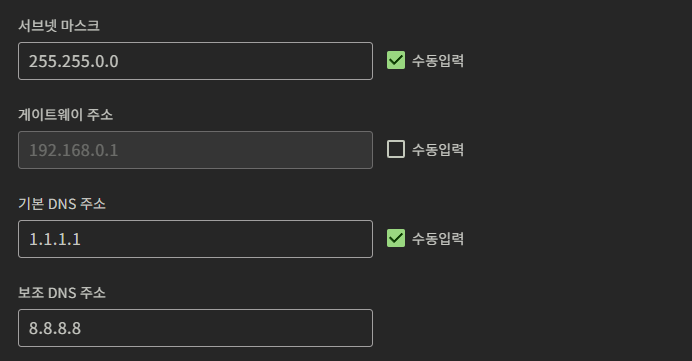 서브넷 마스크
255.255.0.0
수동입력
게이트웨이 주소
192.168.0.1
수동입력
기본 DNS 주소
1.1.1.1
수동입력
보조 DNS 주소
8.8.8.8